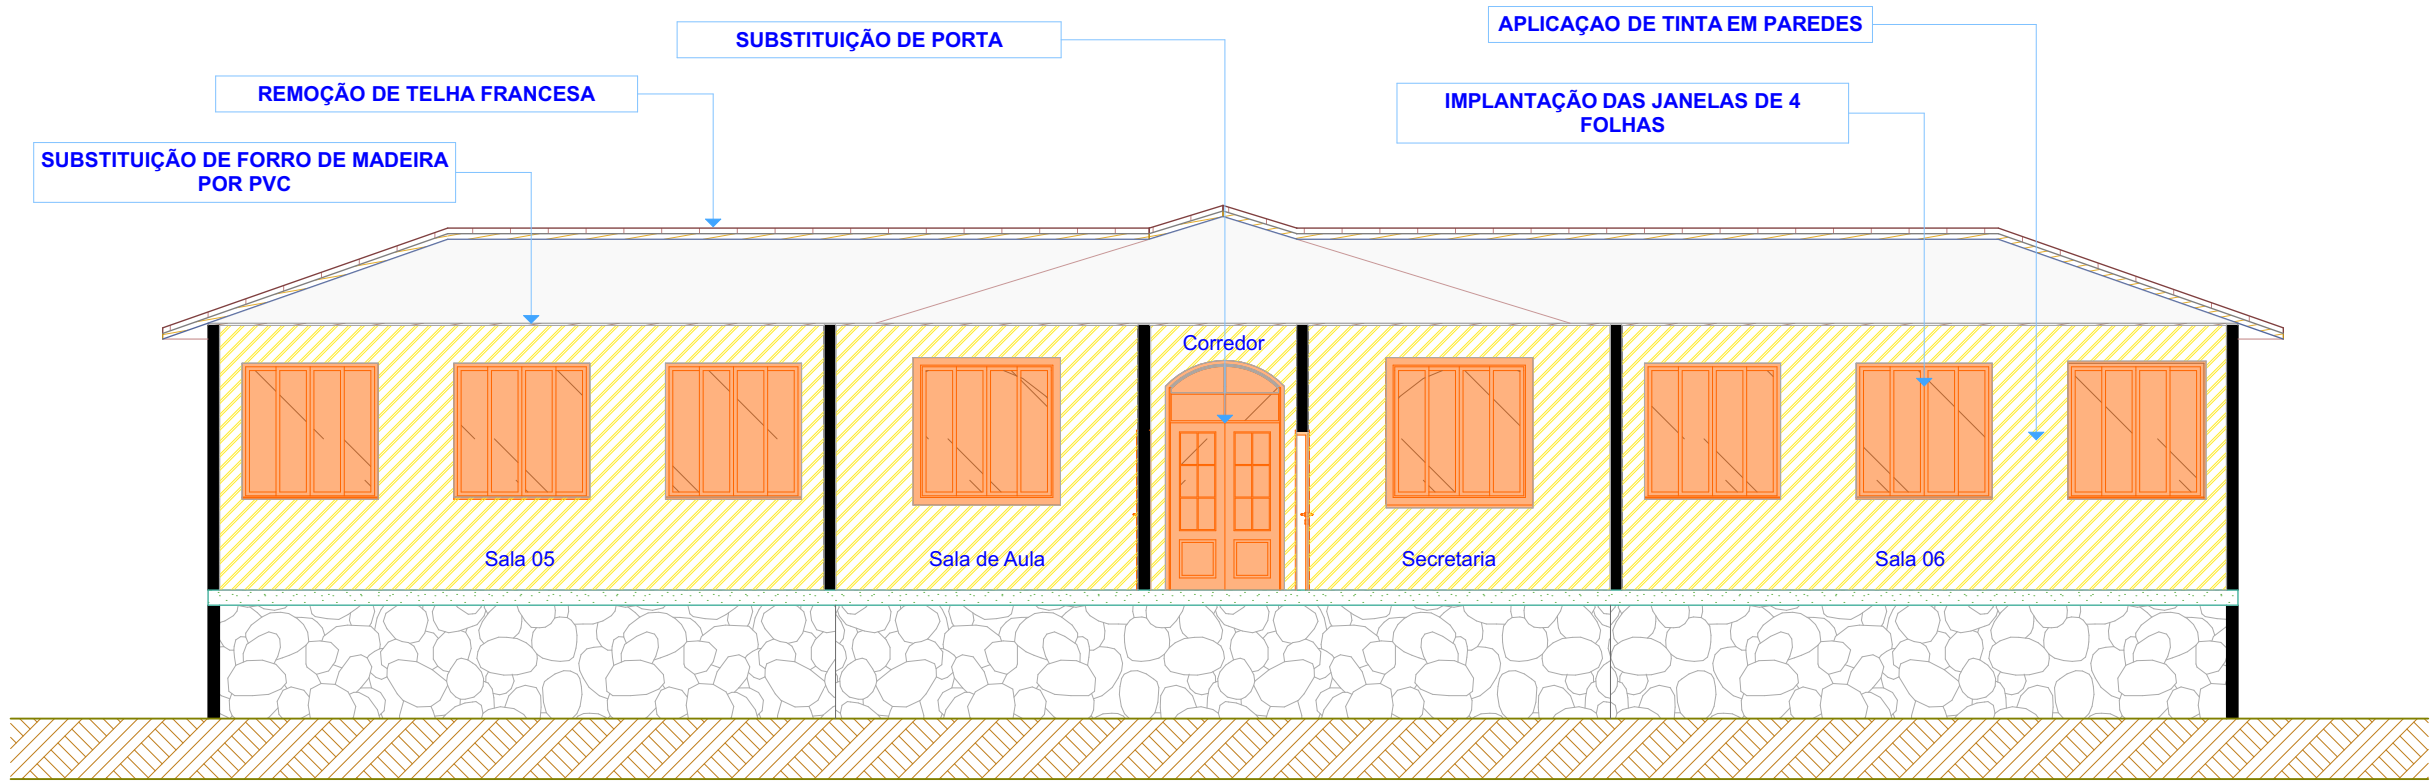 APLICAÇAO DE TINTA EM PAREDES
SUBSTITUIÇÃO DE PORTA
REMOÇÃO DE TELHA FRANCESA
IMPLANTAÇÃO DAS JANELAS DE 4
FOLHAS
SUBSTITUIÇÃO DE FORRO DE MADEIRA
POR PVC
Corredor
Sala 05
Sala de Aula
Secretaria
Sala 06